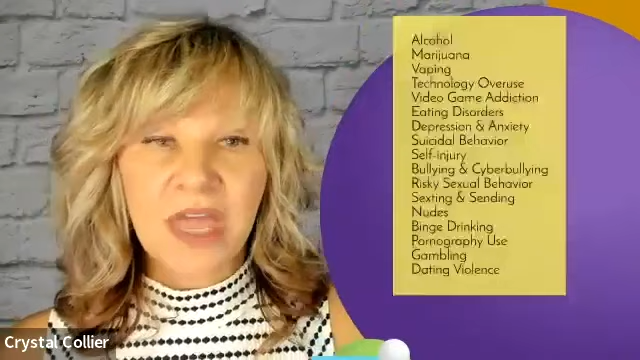 Alcohol
Marijuana
Vaping
Technology Overuse
Video Game Addiction
Eating Disorders
Depression & Anxiety
Suicidal Behavior
Self-injury
Bullying & Cyberbullying
Risky Sexual Behavior
Sexting & Sending
Nudes
Binge Drinking
Pornography Use
Gambling
Dating Violence
Crystal Collier